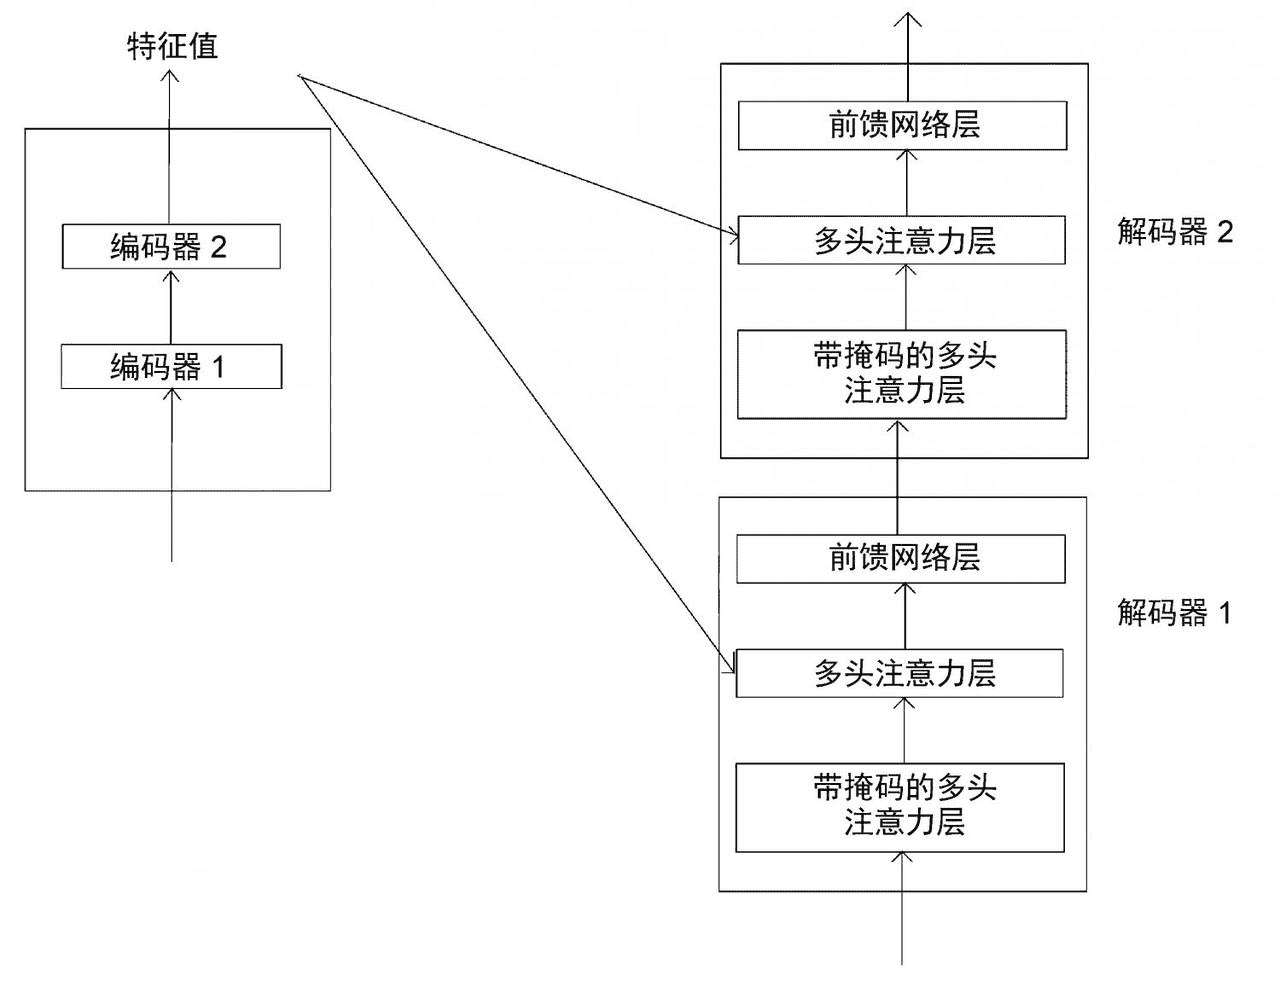 特征值
编码器 2
编码器 1
前馈网络层
多头注意力层
带掩码的多头
注意力层
解码器 2
前馈网络层
多头注意力层
带掩码的多头
注意力层
解码器 1